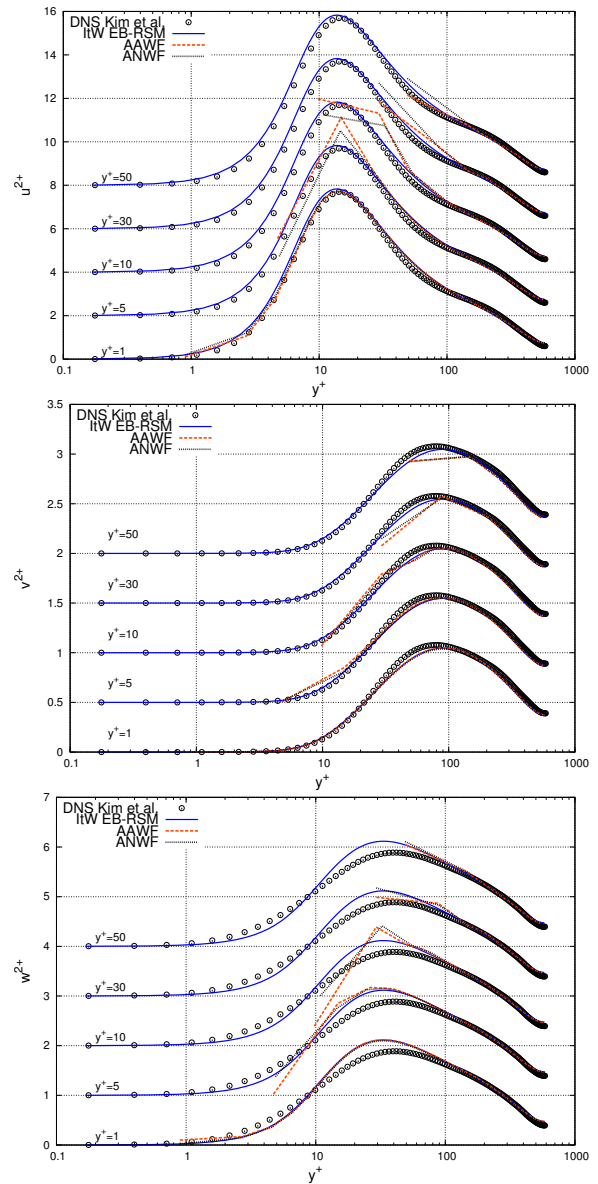 DNS Kim et al.
ItW EB-RSM
AAWF
ANWF
16
14
12
10
8
6
4
2
0
u²⁺
y⁺=50
y⁺=30
y⁺=10
y⁺=5
y⁺=1
0.1 1 10 100 1000
y⁺
DNS Kim et al.
ItW EB-RSM
AAWF
ANWF
3.5
3
2.5
2
1.5
1
0.5
0
v²⁺
y⁺=50
y⁺=30
y⁺=10
y⁺=5
y⁺=1
0.1 1 10 100 1000
y⁺
DNS Kim et al.
ItW EB-RSM
AAWF
ANWF
7
6
5
4
3
2
1
0
w²⁺
y⁺=50
y⁺=30
y⁺=10
y⁺=5
y⁺=1
0.1 1 10 100 1000
y⁺